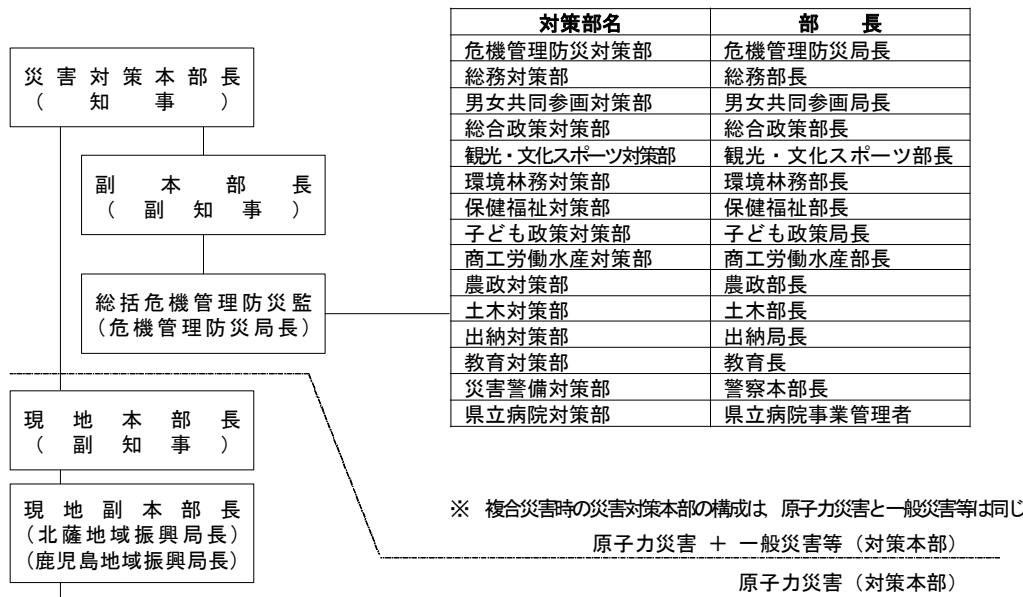 災害対策本部長
(知事)
副本部長
(副知事)
総括危機管理防災監
(危機管理防災局長)
対策部名 部長
危機管理防災対策部 危機管理防災局長
総務対策部 総務部長
男女共同参画対策部 男女共同参画局長
総合政策対策部 総合政策部長
観光・文化スポーツ対策部 観光・文化スポーツ部長
環境林務対策部 環境林務部長
保健福祉対策部 保健福祉部長
子ども政策対策部 子ども政策局長
商工労働水産対策部 商工労働水産部長
農政対策部 農政部長
土木対策部 土木部長
出納対策部 出納局長
教育対策部 教育長
災害警備対策部 警察本部長
県立病院対策部 県立病院事業管理者
現地本部長
(副知事)
現地副本部長
(北薩地域振興局長)
(鹿児島地域振興局長)
※ 複合災害時の災害対策本部の構成は、原子力災害と一般災害等は同じ
原子力災害 + 一般災害等(対策本部)
原子力災害(対策本部)